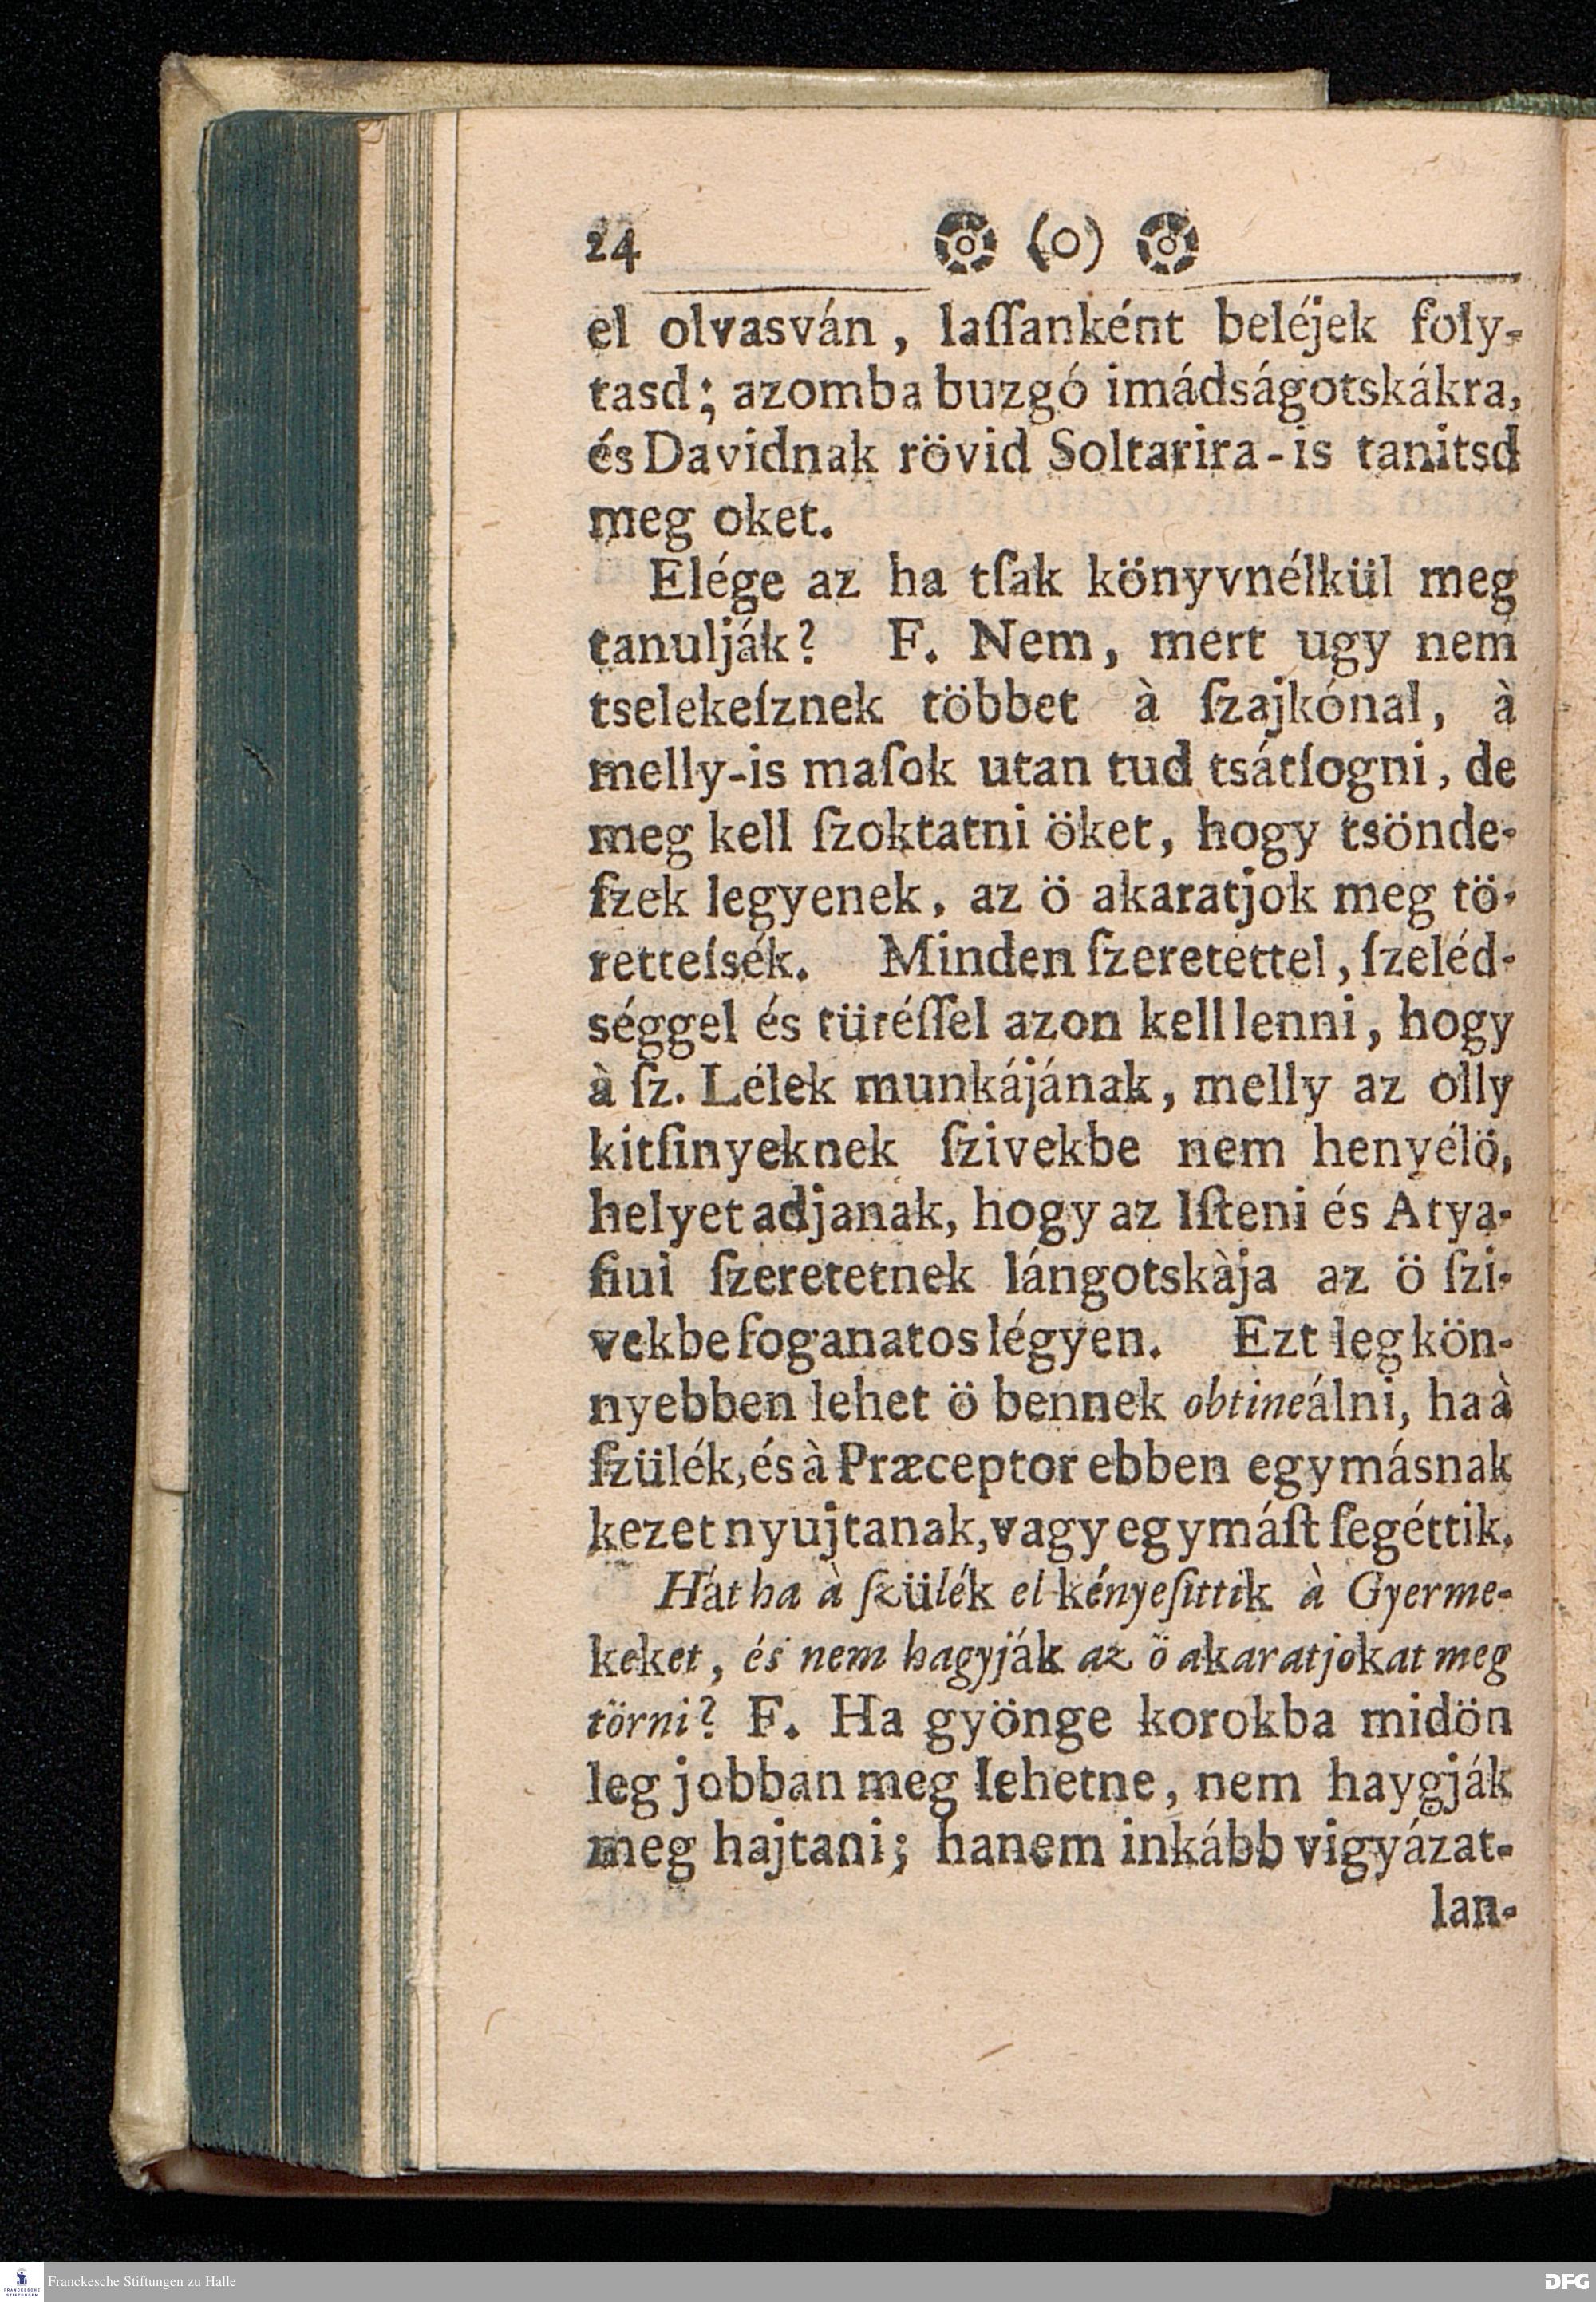 24 (o)
el olvasván, laſſanként beléjek foly-
tasd; azomba buzgó imádságotskákra,
és Davidnak rövid Soltarira-is tanitsd
meg oket.
Elége az ha tſak könyvnélkül meg
tanulják? F. Nem, mert ugy nem
tselekeſznek többet à ſzajkónal, à
melly-is maſok utan tud tsátſogni, de
meg kell ſzoktatni öket, hogy tsönde-
ſzek legyenek, az ö akaratjok meg tö-
retteſsék. Minden ſzeretettel, ſzeléd-
séggel és türéſſel azon kell lenni, hogy
à ſz. Lélek munkájának, melly az olly
kitſinyeknek ſzivekbe nem henyélö,
helyet adjanak, hogy az Iſteni és Atya-
fiui ſzeretetnek lángotskàja az ö ſzi-
vekbe foganatos légyen. Ezt leg kön-
nyebben lehet ö bennek obtineálni, ha à
ſzülék, és à Præceptor ebben egymásnak
kezet nyujtanak, vagy egymáſt ſegéttik.
Hát ha à ſzülék el kényeſittik à Gyerme-
keket, és nem hagyják az ö akaratjokat meg
törni? F. Ha gyönge korokba midön
leg jobban meg lehetne, nem haygják
meg hajtani; hanem inkább vigyázat-
lan-
Franckesche Stiftungen zu Halle
FRANCKESCHE
STIFTUNGEN
DFG